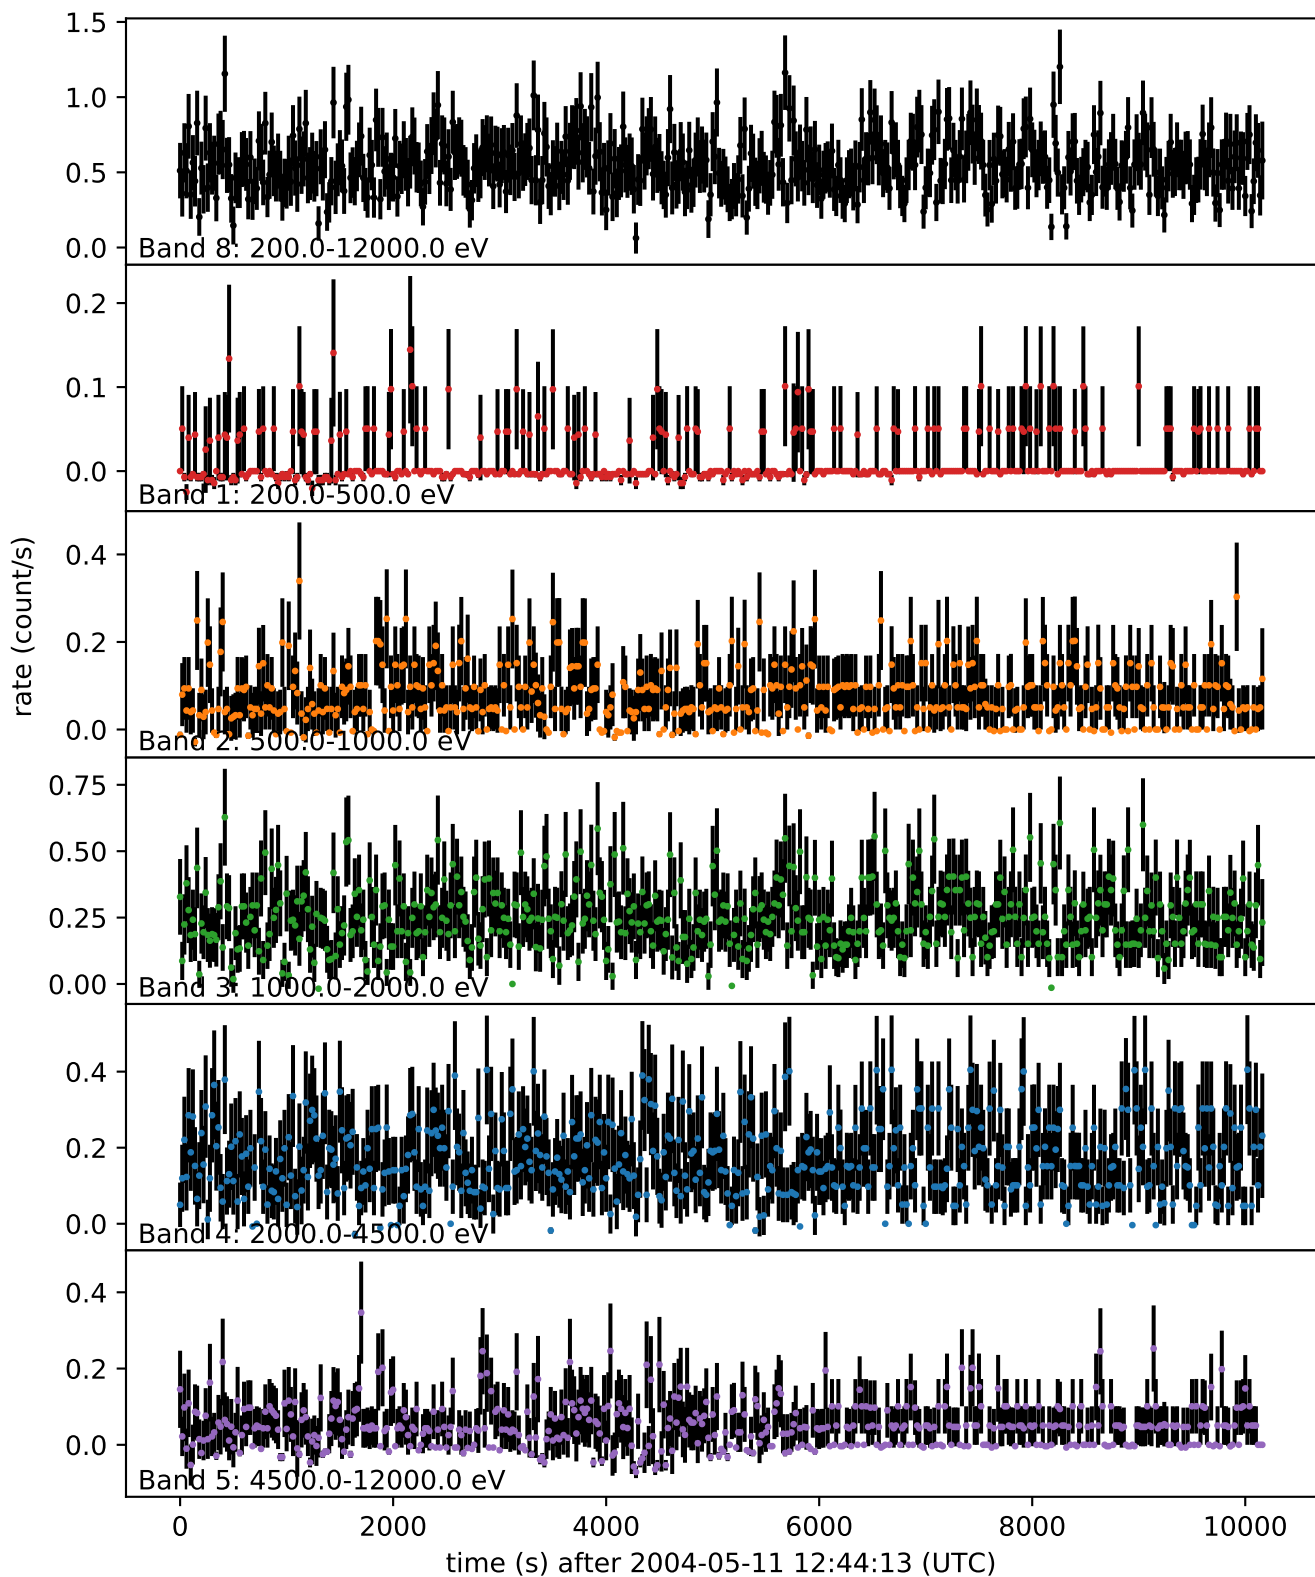 1.5
1.0
0.5
0.0
Band 8: 200.0-12000.0 eV
0.2
0.1
0.0
Band 1: 200.0-500.0 eV
0.4
0.2
0.0
Band 2: 500.0-1000.0 eV
rate (count/s)
0.75
0.50
0.25
0.00
Band 3: 1000.0-2000.0 eV
0.4
0.2
0.0
Band 4: 2000.0-4500.0 eV
0.4
0.2
0.0
Band 5: 4500.0-12000.0 eV
0 2000 4000 6000 8000 10000
time (s) after 2004-05-11 12:44:13 (UTC)